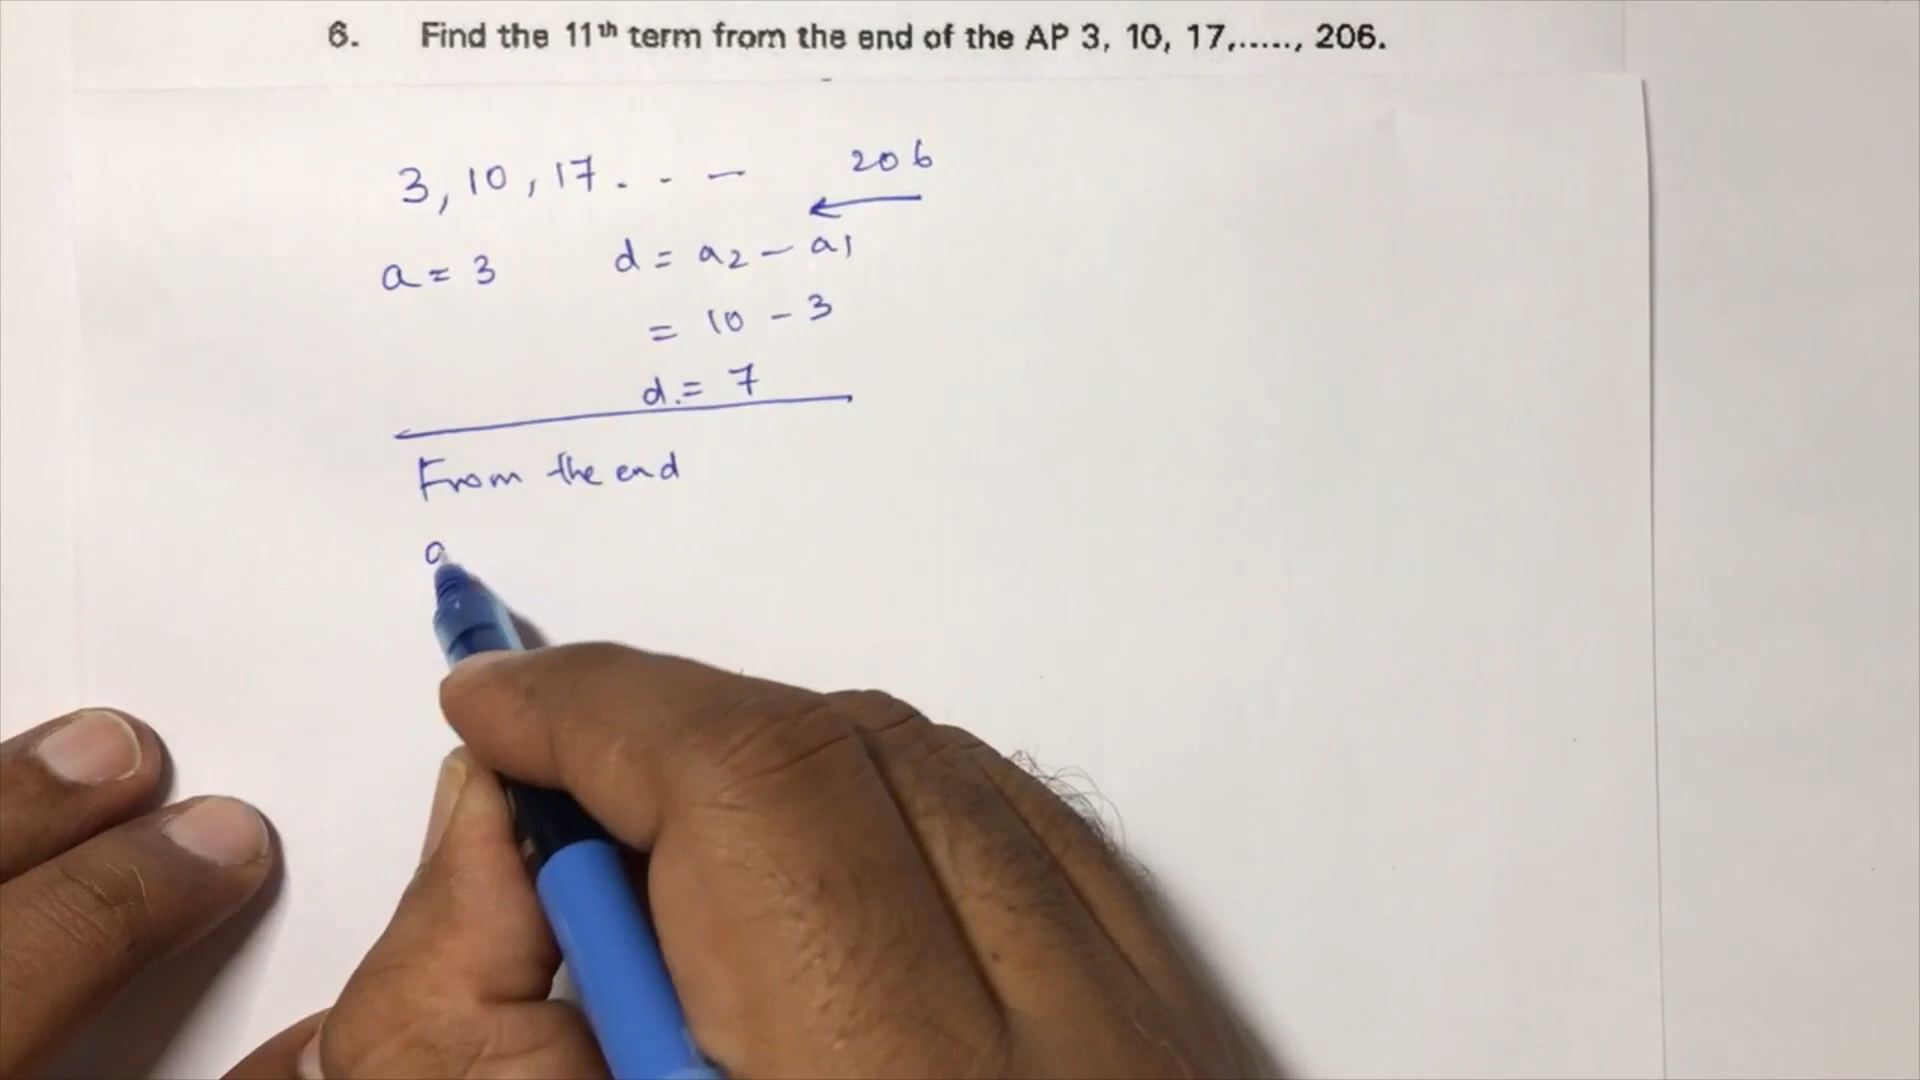 6. Find the 11th term from the end of the AP 3, 10, 17,....., 206.
3, 10, 17 . . — 206
a = 3 d = a2 – a1
= 10 – 3
d = 7
From the end
a